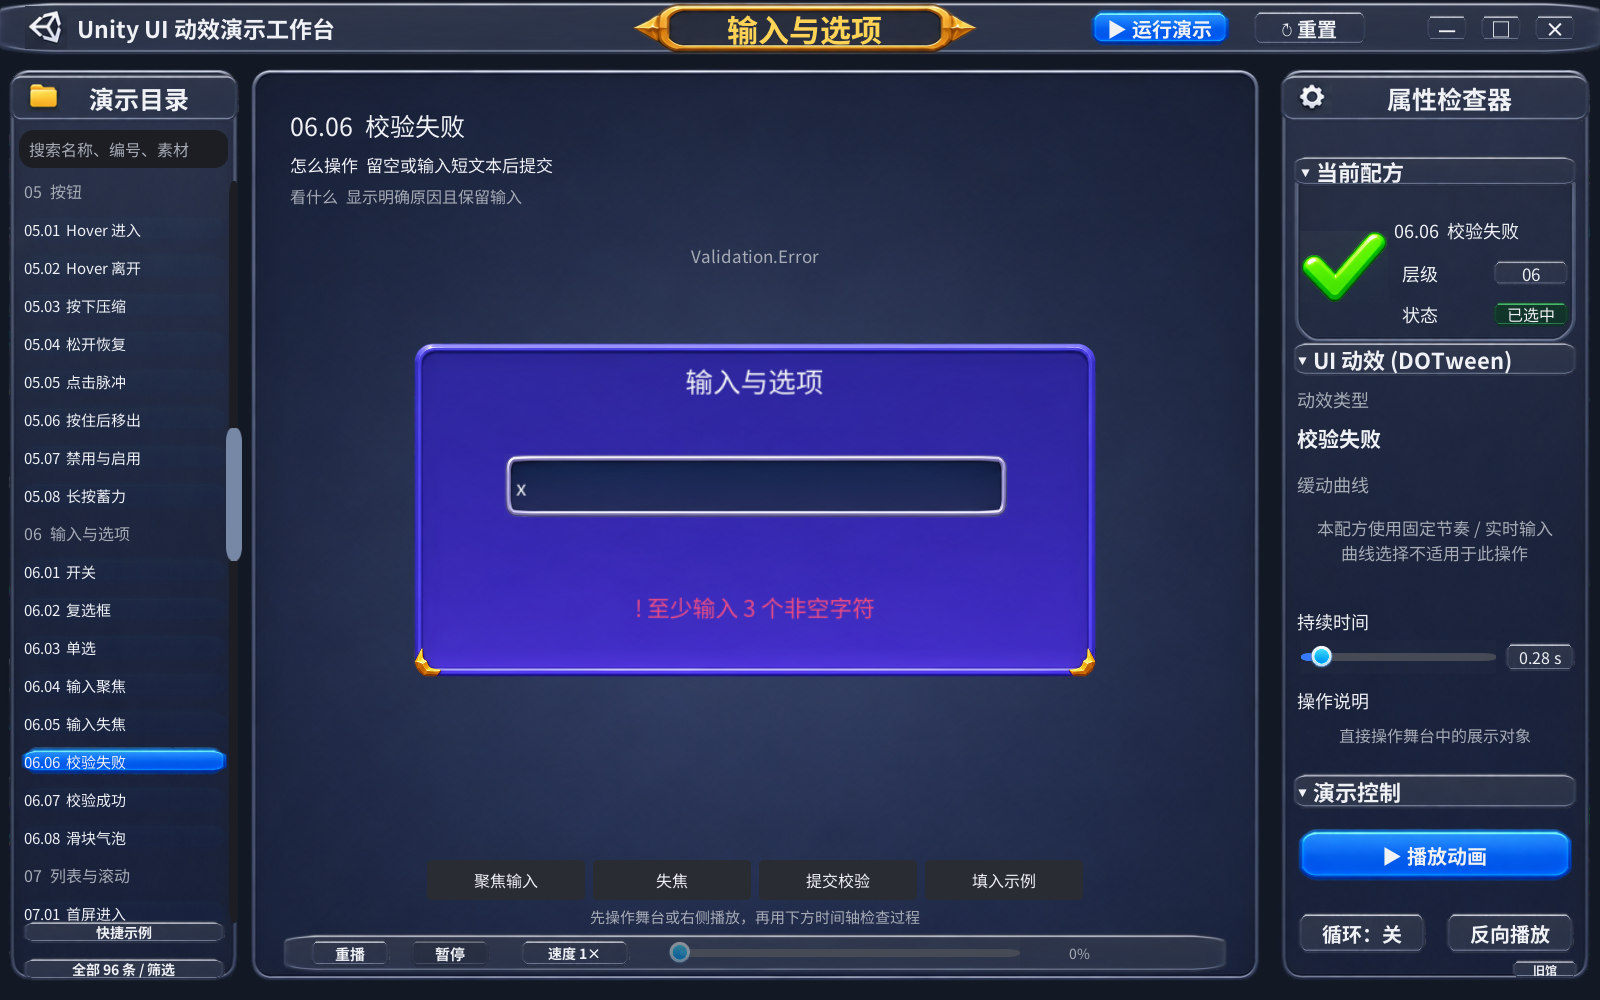 Unity UI 动效演示工作台
输入与选项
▶ 运行演示
↻ 重置
演示目录
搜索名称、编号、素材
05 按钮
05.01 Hover 进入
05.02 Hover 离开
05.03 按下压缩
05.04 松开恢复
05.05 点击脉冲
05.06 按住后移出
05.07 禁用与启用
05.08 长按蓄力
06 输入与选项
06.01 开关
06.02 复选框
06.03 单选
06.04 输入聚焦
06.05 输入失焦
06.06 校验失败
06.07 校验成功
06.08 滑块气泡
07 列表与滚动
07.01 首屏进入
快捷示例
全部 96 条 / 筛选
06.06 校验失败
怎么操作 留空或输入短文本后提交
看什么 显示明确原因且保留输入
Validation.Error
输入与选项
x
! 至少输入 3 个非空字符
聚焦输入
失焦
提交校验
填入示例
先操作舞台或右侧播放，再用下方时间轴检查过程
重播
暂停
速度 1×
0%
属性检查器
▼ 当前配方
06.06 校验失败
层级
06
状态
已选中
▼ UI 动效 (DOTween)
动效类型
校验失败
缓动曲线
本配方使用固定节奏 / 实时输入
曲线选择不适用于此操作
持续时间
0.28 s
操作说明
直接操作舞台中的展示对象
▼ 演示控制
▶ 播放动画
循环：关
反向播放
旧馆